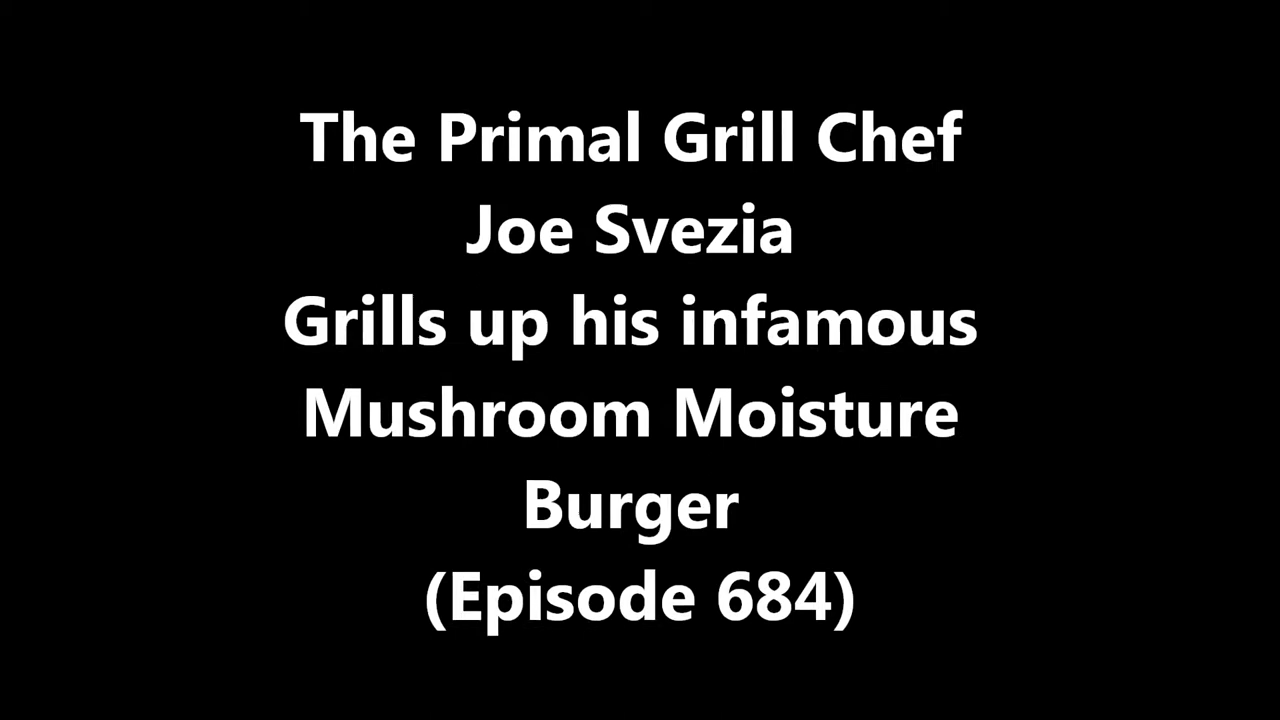 The Primal Grill Chef
Joe Svezia
Grills up his infamous
Mushroom Moisture
Burger
(Episode 684)